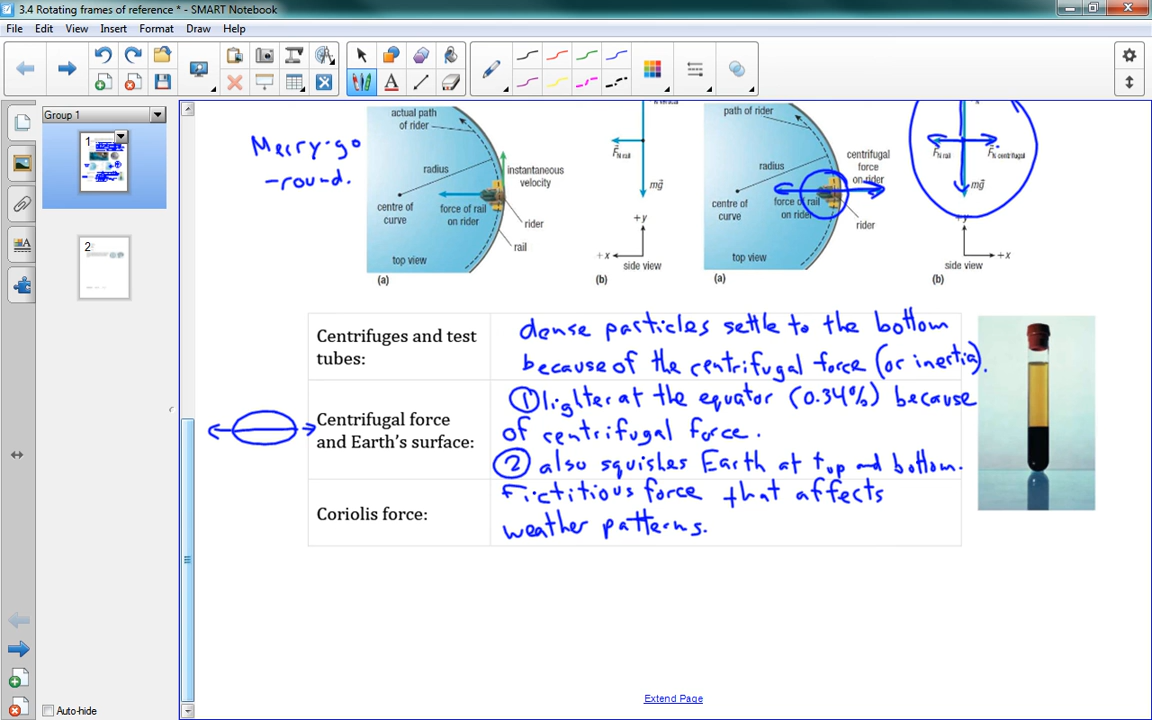 3.4 Rotating frames of reference * - SMART Notebook
File Edit View Insert Format Draw Help
Group 1
1
2
Auto-hide
Merry-go
-round.
actual path
of rider
radius
instantaneous
velocity
centre of
curve
force of rail
on rider
rider
rail
top view
(a)
mg
+y
+x
side view
(b)
path of rider
radius
centrifugal
force
on rider
centre of
curve
force of rail
on rider
rider
top view
(a)
F N rail
F N centrifugal
mg
+y
+x
side view
(b)
F N rail
Centrifuges and test
tubes:
dense particles settle to the bottom
because of the centrifugal force (or inertia).
Centrifugal force
and Earth's surface:
① lighter at the equator (0.34%) because
of centrifugal force.
② also squishes Earth at top and bottom.
Coriolis force:
Fictitious force that affects
weather patterns.
Extend Page